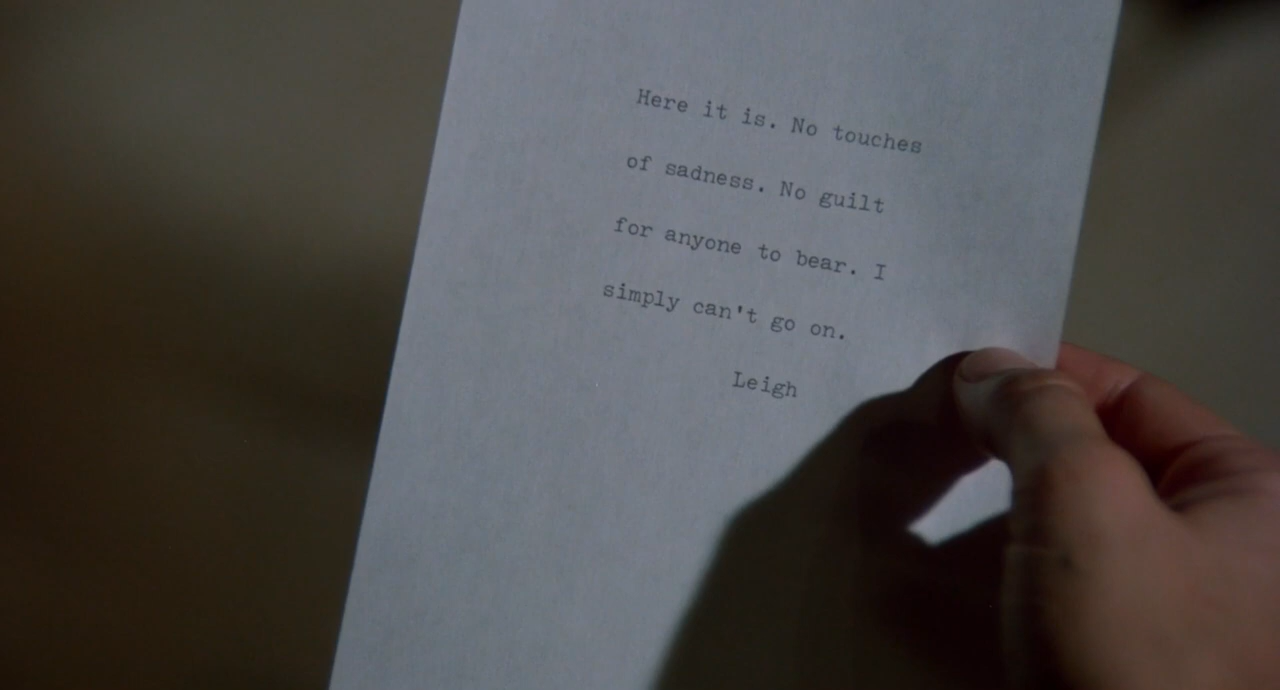 Here it is. No touches
of sadness. No guilt
for anyone to bear. I
simply can't go on.
Leigh